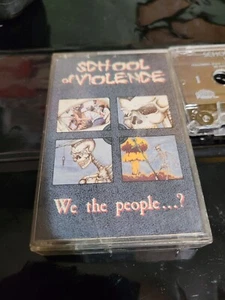 SCHOOL
of VIOLENCE
We the people...?